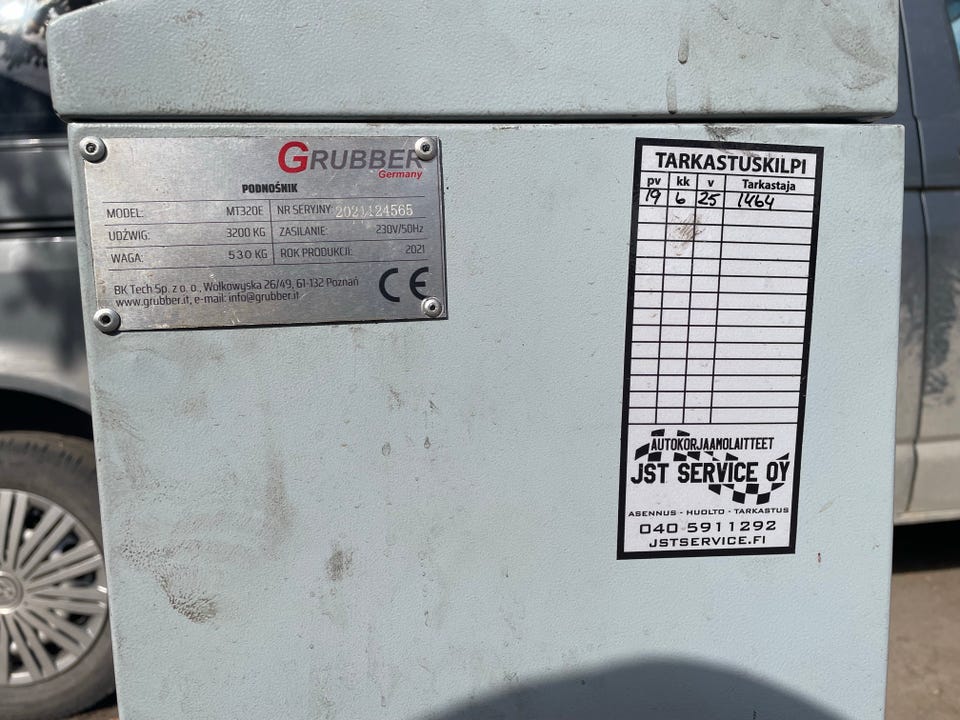 GRUBBER
Germany
PODNOŚNIK
MODEL: MT320E NR SERYJNY: 2021124565
UDŹWIG: 3200 KG ZASILANIE: 230V/50Hz
WAGA: 530 KG ROK PRODUKCJI: 2021
BK Tech Sp. z o. o., Wołkowyska 26/49, 61-132 Poznań
www.grubber.it, e-mail: info@grubber.it
CE
TARKASTUSKILPI
pv kk v Tarkastaja
19 6 25 1464
AUTOKORJAAMOLAITTEET
JST SERVICE OY
ASENNUS - HUOLTO - TARKASTUS
040 5911292
JSTSERVICE.FI